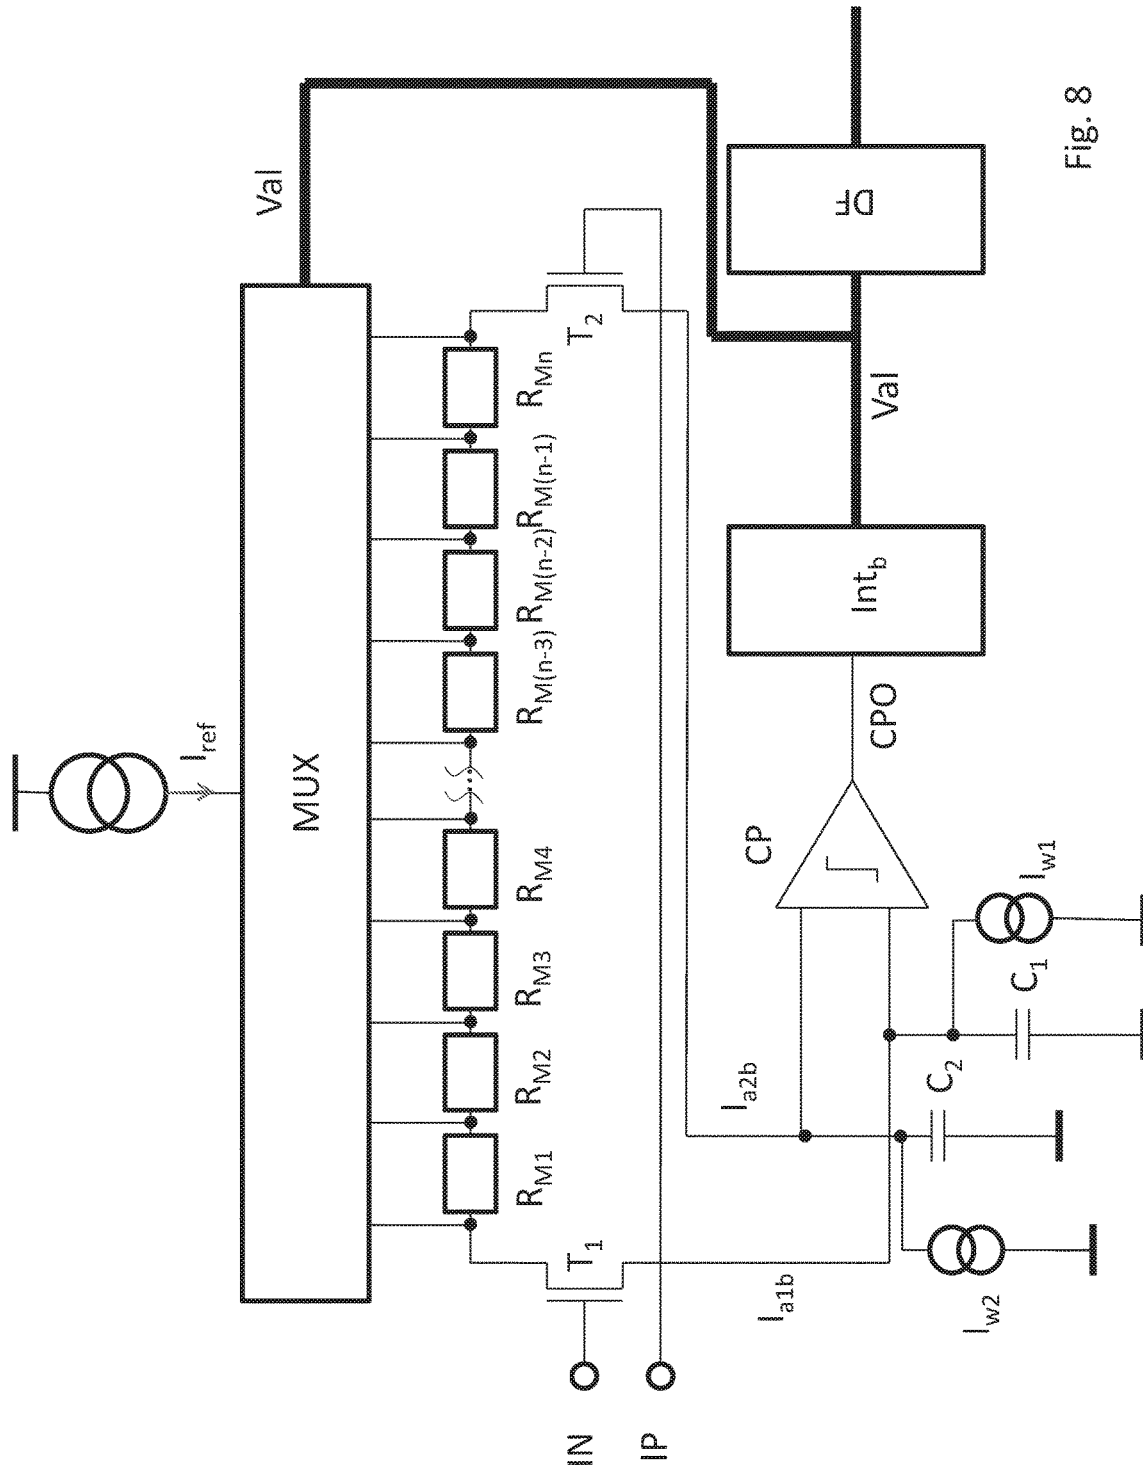 I_ref
MUX
Val
R_M1
R_M2
R_M3
R_M4
R_M(n-3)
R_M(n-2)
R_M(n-1)
R_Mn
T_1
T_2
IN
IP
I_a1b
I_a2b
CP
CPO
Int_b
Val
DF
C_2
C_1
I_w2
I_w1
Fig. 8